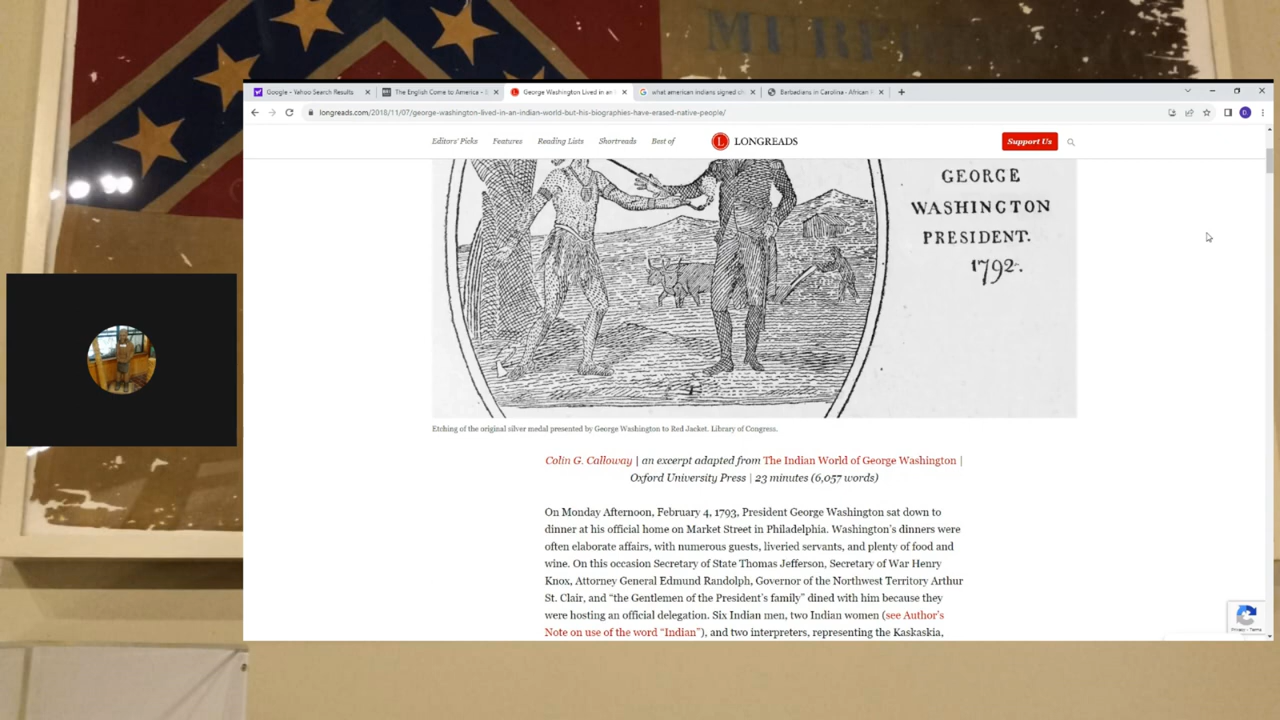 MUR
Google - Yahoo Search Results
The English Come to America - S
George Washington Lived in an I
what american indians signed ch
Barbadians in Carolina - African P
longreads.com/2018/11/07/george-washington-lived-in-an-indian-world-but-his-biographies-have-erased-native-people/
Editors' Picks Features Reading Lists Shortreads Best of L LONGREADS Support Us
GEORGE
WASHINGTON
PRESIDENT.
1792.
Etching of the original silver medal presented by George Washington to Red Jacket. Library of Congress.
Colin G. Calloway | an excerpt adapted from The Indian World of George Washington |
Oxford University Press | 23 minutes (6,057 words)
On Monday Afternoon, February 4, 1793, President George Washington sat down to
dinner at his official home on Market Street in Philadelphia. Washington's dinners were
often elaborate affairs, with numerous guests, liveried servants, and plenty of food and
wine. On this occasion Secretary of State Thomas Jefferson, Secretary of War Henry
Knox, Attorney General Edmund Randolph, Governor of the Northwest Territory Arthur
St. Clair, and “the Gentlemen of the President's family” dined with him because they
were hosting an official delegation. Six Indian men, two Indian women (see Author's
Note on use of the word “Indian”), and two interpreters, representing the Kaskaskia,
Privacy - Terms